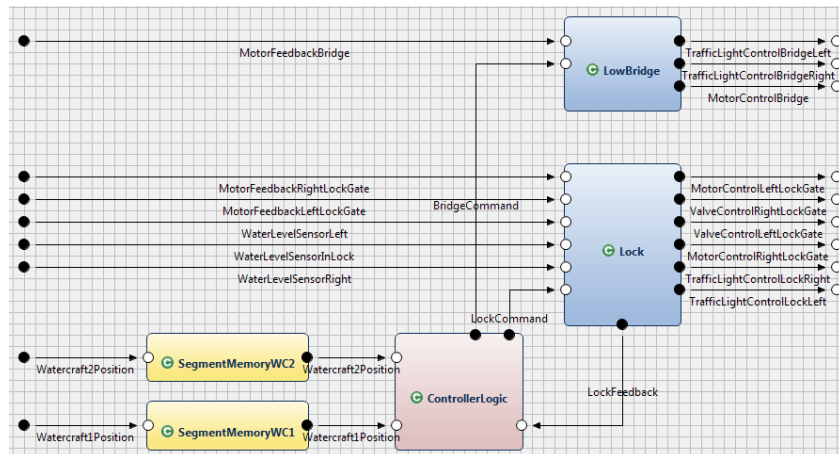 MotorFeedbackBridge
C LowBridge
TrafficLightControlBridgeLeft
TrafficLightControlBridgeRight
MotorControlBridge
MotorFeedbackRightLockGate
MotorFeedbackLeftLockGate
WaterLevelSensorLeft
WaterLevelSensorInLock
WaterLevelSensorRight
BridgeCommand
LockCommand
C Lock
MotorControlLeftLockGate
ValveControlRightLockGate
ValveControlLeftLockGate
MotorControlRightLockGate
TrafficLightControlLockRight
TrafficLightControlLockLeft
Watercraft2Position
C SegmentMemoryWC2
Watercraft2Position
C ControllerLogic
LockFeedback
Watercraft1Position
C SegmentMemoryWC1
Watercraft1Position